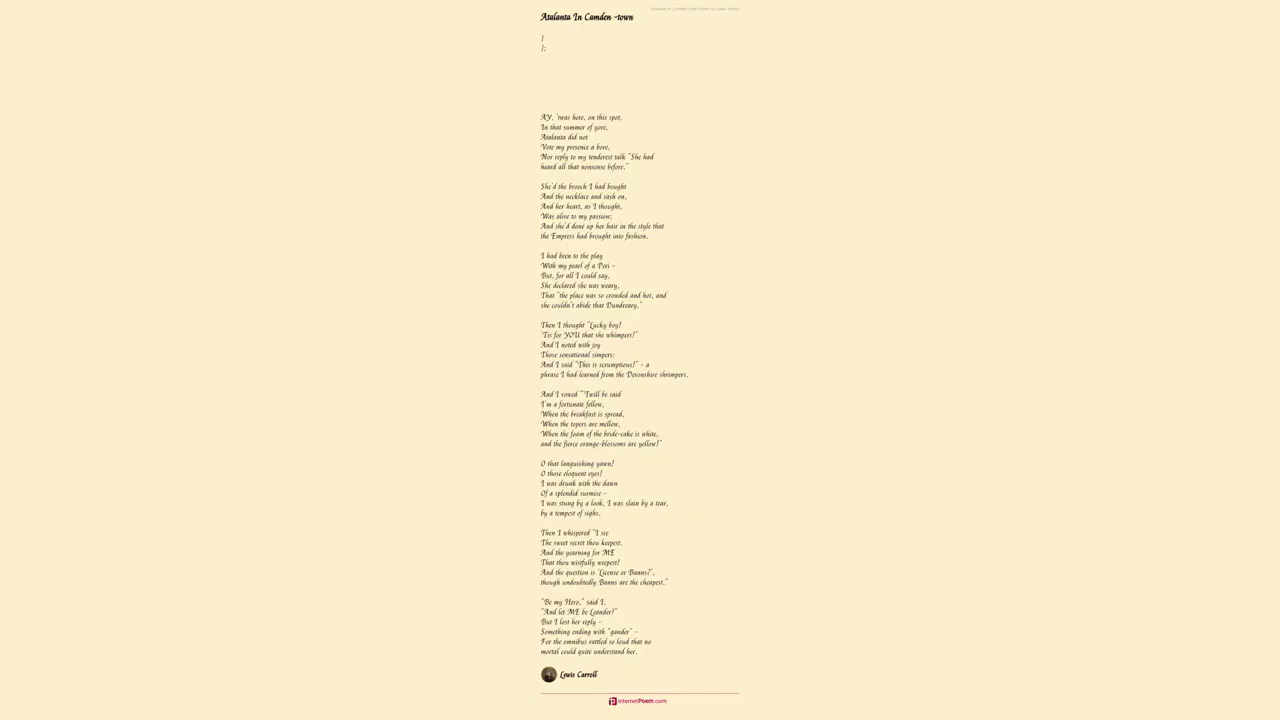 Atalanta In Camden-town Poem by Lewis Carroll
Atalanta In Camden -town
|
|:
AY, 'twas here, on this spot,
In that summer of yore,
Atalanta did not
Vote my presence a bore,
Nor reply to my tenderest talk "She had
heard all that nonsense before."
She'd the brooch I had bought
And the necklace and sash on,
And her heart, as I thought,
Was alive to my passion;
And she'd done up her hair in the style that
the Empress had brought into fashion.
I had been to the play
With my pearl of a Peri -
But, for all I could say,
She declared she was weary,
That "the place was so crowded and hot, and
she couldn't abide that Dundreary."
Then I thought "Lucky boy!
'Tis for YOU that she whimpers!"
And I noted with joy
Those sensational simpers:
And I said "This is scrumptious!" - a
phrase I had learned from the Devonshire shrimpers.
And I vowed "'Twill be said
I'm a fortunate fellow,
When the breakfast is spread,
When the topers are mellow,
When the foam of the bride-cake is white,
and the fierce orange-blossoms are yellow!"
O that languishing yawn!
O those eloquent eyes!
I was drunk with the dawn
Of a splendid surmise -
I was stung by a look, I was slain by a tear,
by a tempest of sighs.
Then I whispered "I see
The sweet secret thou keepest.
And the yearning for ME
That thou wistfully weepest!
And the question is 'License or Banns?',
though undoubtedly Banns are the cheapest."
"Be my Hero," said I,
"And let ME be Leander!"
But I lost her reply -
Something ending with "gander" -
For the omnibus rattled so loud that no
mortal could quite understand her.
Lewis Carroll
internetPoem.com